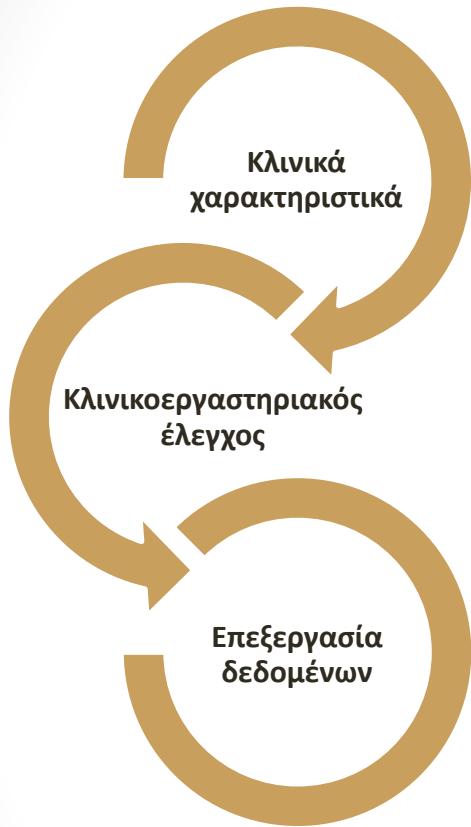 Κλινικά
χαρακτηριστικά
Κλινικοεργαστηριακός
έλεγχος
Επεξεργασία
δεδομένων